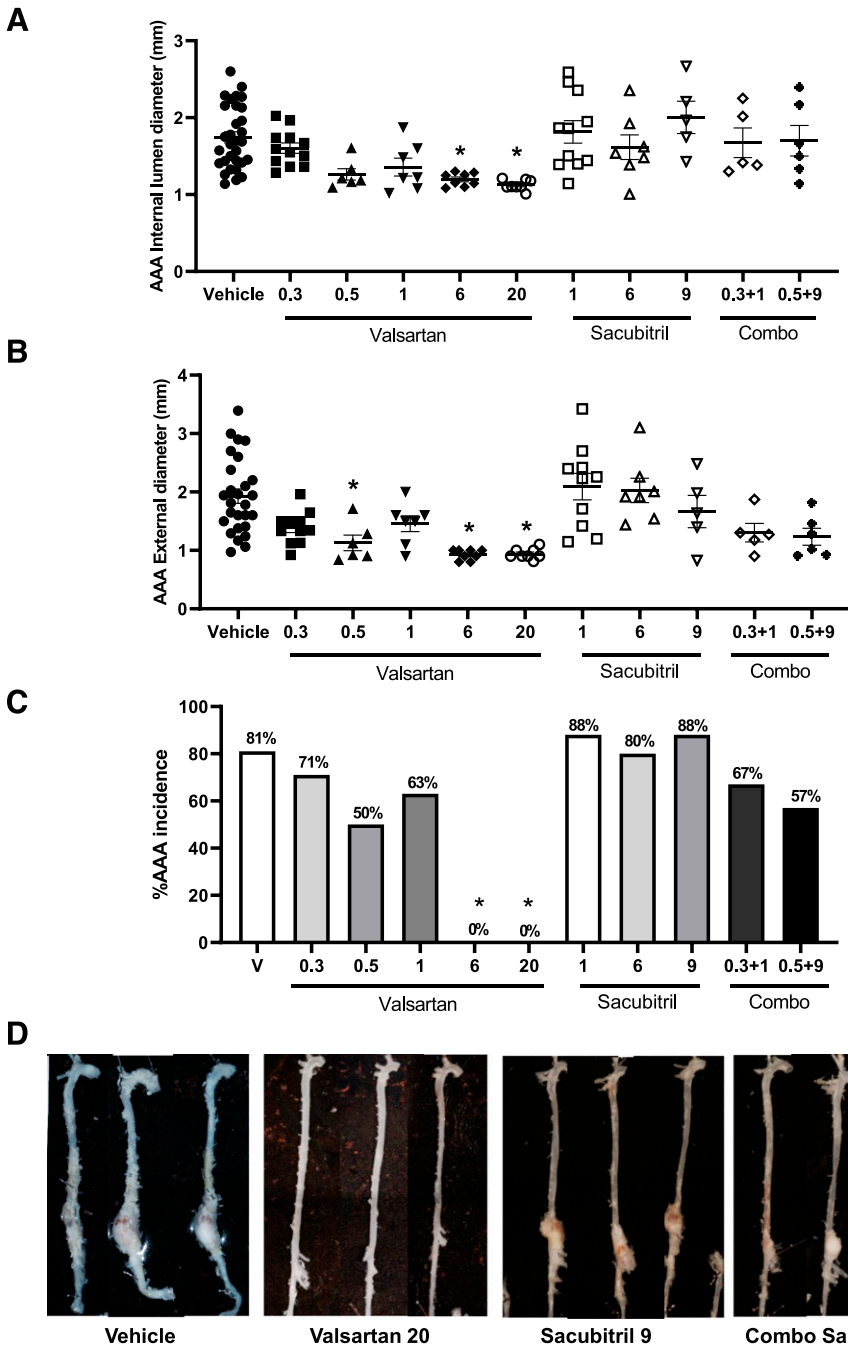 A
AAA Internal lumen diameter (mm)
3
2
1
0
Vehicle 0.3 0.5 1 6 20 1 6 9 0.3+1 0.5+9
* *
Valsartan Sacubitril Combo
B
AAA External diameter (mm)
4
3
2
1
0
* * *
Vehicle 0.3 0.5 1 6 20 1 6 9 0.3+1 0.5+9
Valsartan Sacubitril Combo
C
%AAA incidence
100
80
60
40
20
0
81% 71% 50% 63% 0% 0% 88% 80% 88% 67% 57%
* *
V 0.3 0.5 1 6 20 1 6 9 0.3+1 0.5+9
Valsartan Sacubitril Combo
D
Vehicle Valsartan 20 Sacubitril 9 Combo Sa